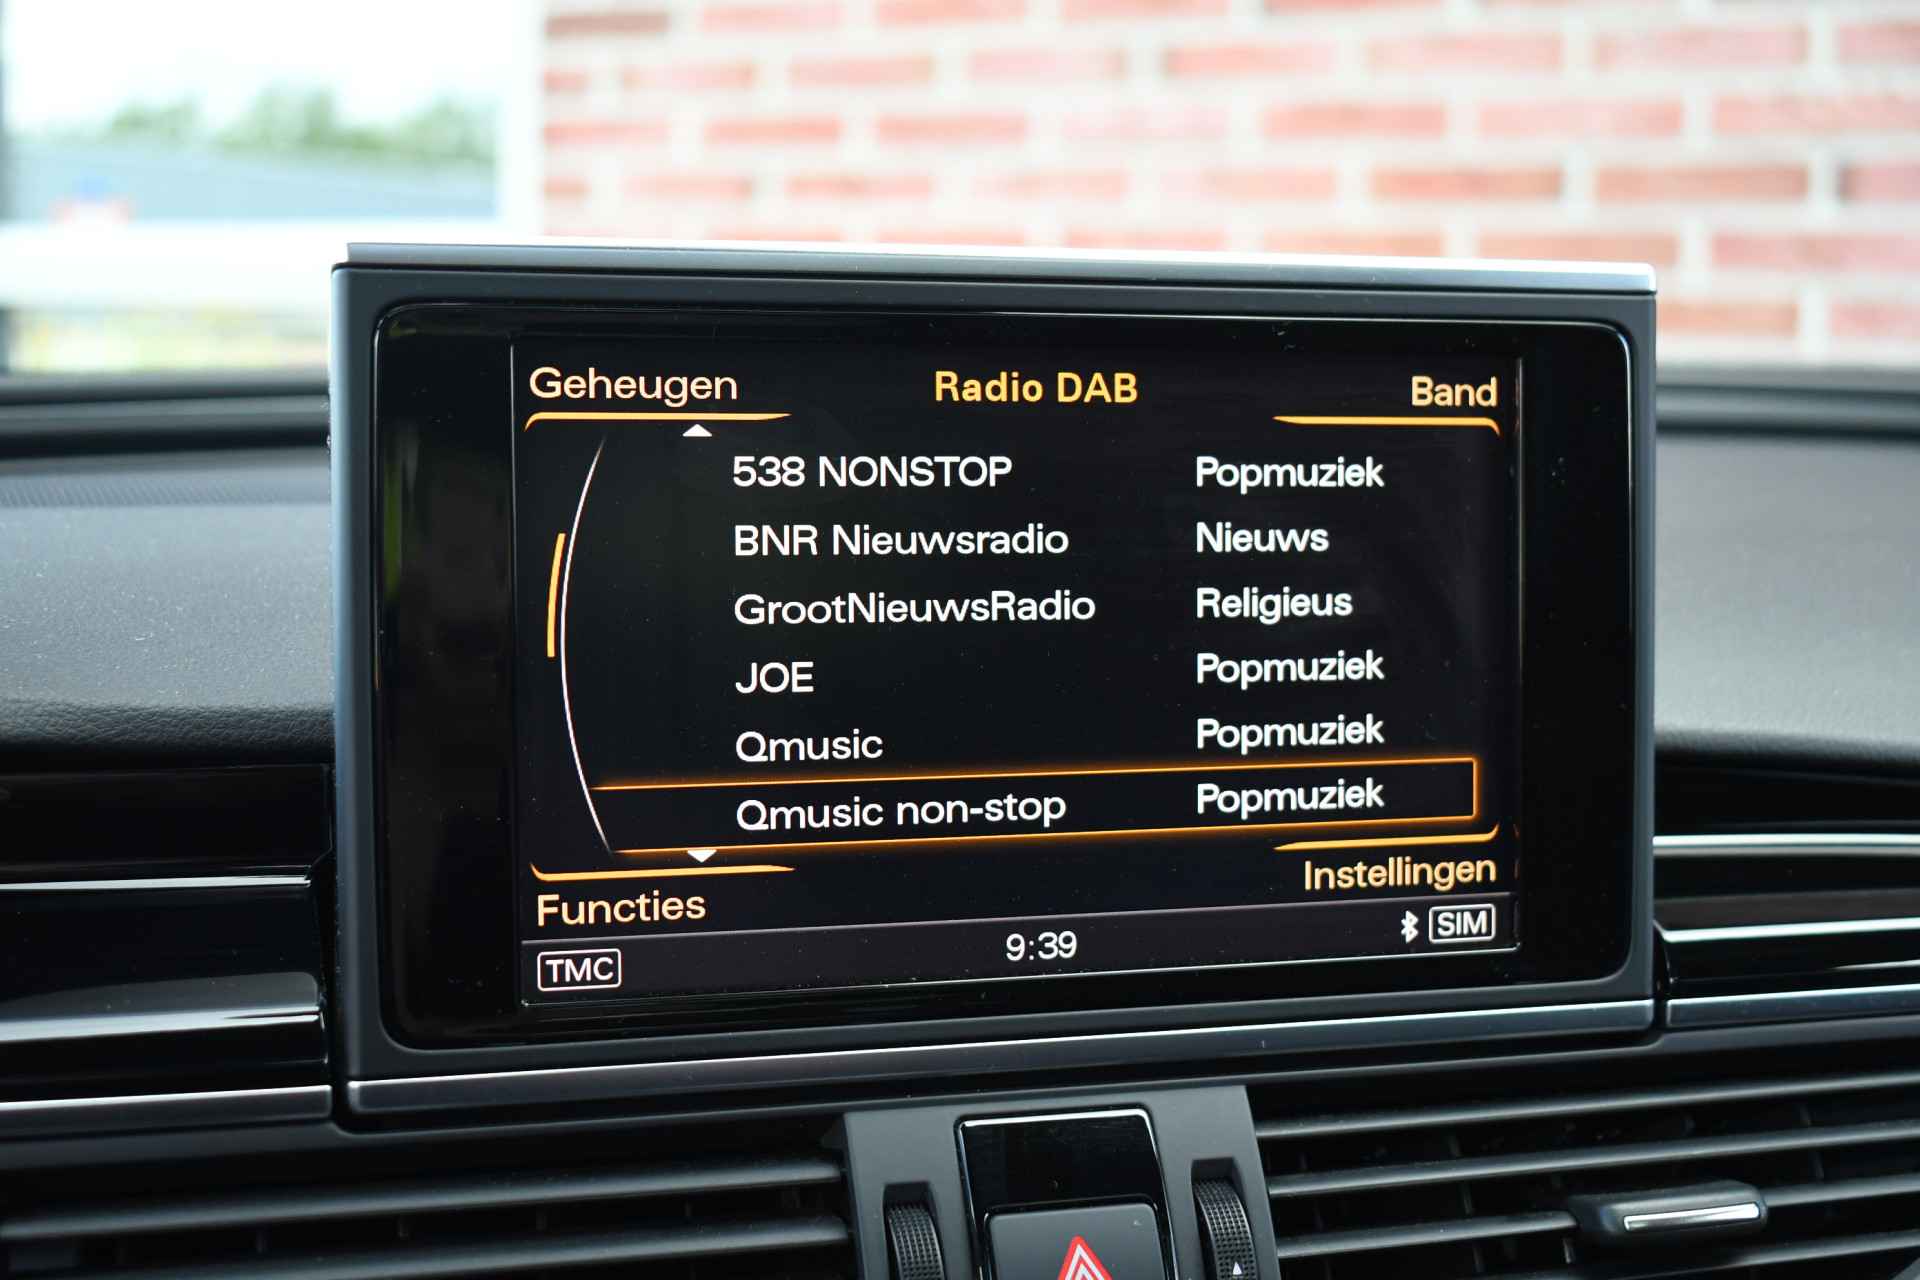 Geheugen Radio DAB Band
538 NONSTOP Popmuziek
BNR Nieuwsradio Nieuws
GrootNieuwsRadio Religieus
JOE Popmuziek
Qmusic Popmuziek
Qmusic non-stop Popmuziek
Functies Instellingen
TMC 9:39 SIM